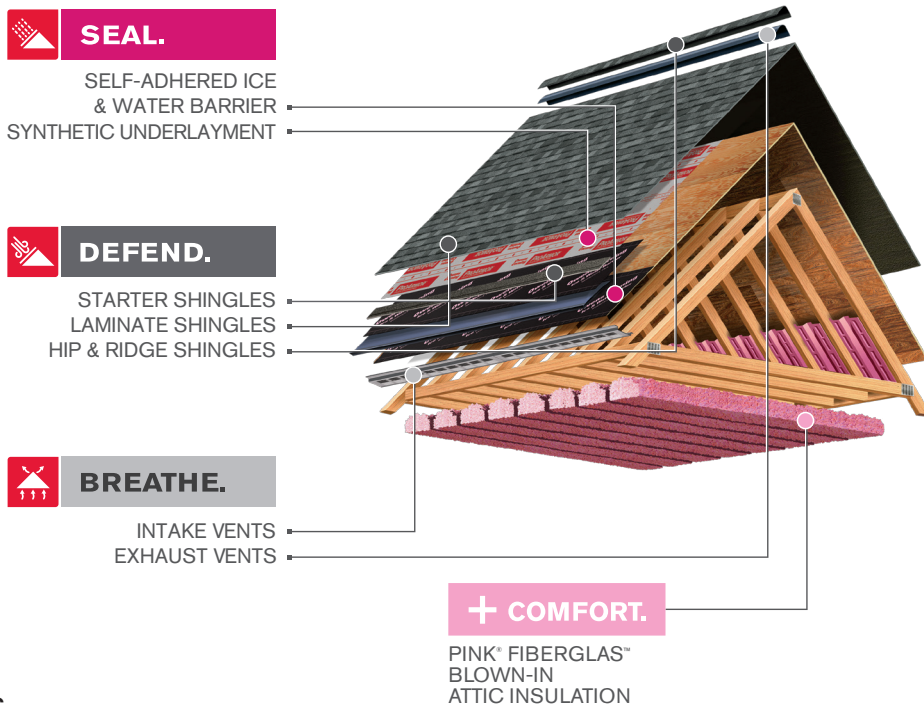 SEAL.
SELF-ADHERED ICE
& WATER BARRIER
SYNTHETIC UNDERLAYMENT
DEFEND.
STARTER SHINGLES
LAMINATE SHINGLES
HIP & RIDGE SHINGLES
BREATHE.
INTAKE VENTS
EXHAUST VENTS
+ COMFORT.
PINK® FIBERGLAS™
BLOWN-IN
ATTIC INSULATION